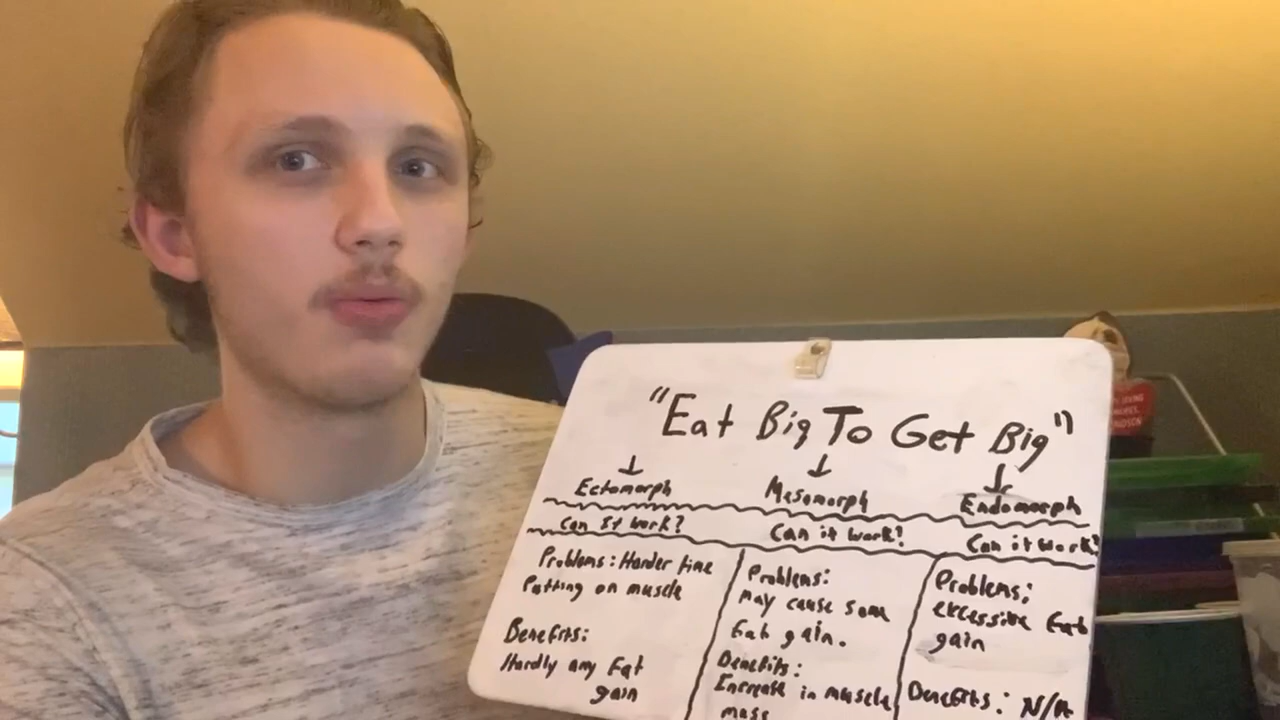 "Eat Big To Get Big"
Ectomorph
Mesomorph
Endomorph
Can It Work?
Can it Work?
Can it Work?
Problems: Harder time
Putting on muscle
Benefits:
Hardly any Fat
gain
Problems:
May cause some
Fat gain.
Benefits:
Increase in muscle
mass
Problems:
excessive Fat
gain
Benefits: N/A